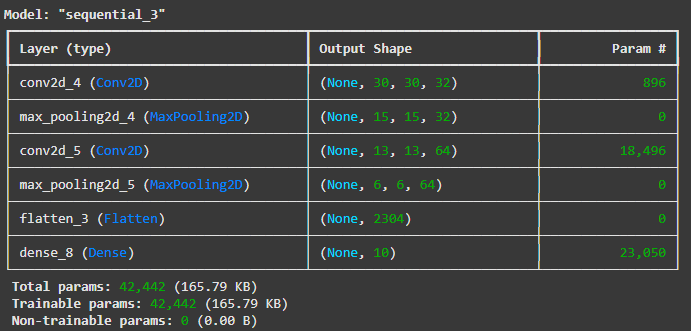 Model: "sequential_3"
Layer (type) Output Shape Param #
conv2d_4 (Conv2D) (None, 30, 30, 32) 896
max_pooling2d_4 (MaxPooling2D) (None, 15, 15, 32) 0
conv2d_5 (Conv2D) (None, 13, 13, 64) 18,496
max_pooling2d_5 (MaxPooling2D) (None, 6, 6, 64) 0
flatten_3 (Flatten) (None, 2304) 0
dense_8 (Dense) (None, 10) 23,050
Total params: 42,442 (165.79 KB)
Trainable params: 42,442 (165.79 KB)
Non-trainable params: 0 (0.00 B)